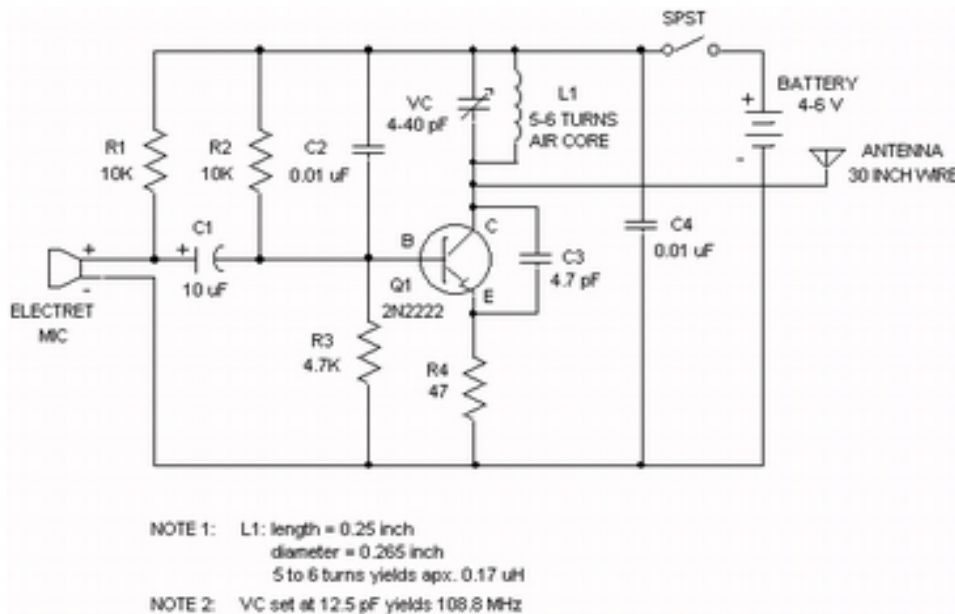 SPST
BATTERY
4-6 V
+
-
VC
4-40 pF
L1
5-6 TURNS
AIR CORE
R1
10K
R2
10K
C2
0.01 uF
ANTENNA
30 INCH WIRE
C1
+
10 uF
+
-
ELECTRET
MIC
B
C
E
Q1
2N2222
C3
4.7 pF
C4
0.01 uF
R3
4.7K
R4
47
NOTE 1: L1: length = 0.25 inch
diameter = 0.265 inch
5 to 6 turns yields apx. 0.17 uH
NOTE 2: VC set at 12.5 pF yields 108.8 MHz